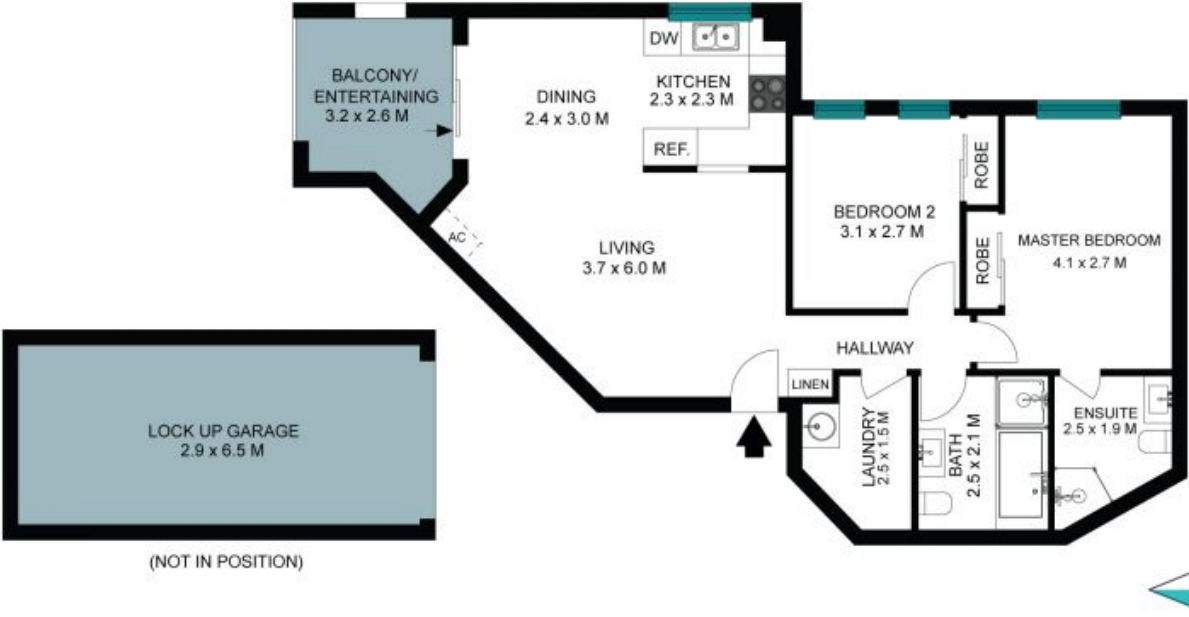 BALCONY/
ENTERTAINING
3.2 x 2.6 M
DINING
2.4 x 3.0 M
DW
KITCHEN
2.3 x 2.3 M
REF.
AC
LIVING
3.7 x 6.0 M
BEDROOM 2
3.1 x 2.7 M
ROBE
ROBE
MASTER BEDROOM
4.1 x 2.7 M
HALLWAY
LINEN
LAUNDRY
2.5 x 1.5 M
BATH
2.5 x 2.1 M
ENSUITE
2.5 x 1.9 M
LOCK UP GARAGE
2.9 x 6.5 M
(NOT IN POSITION)